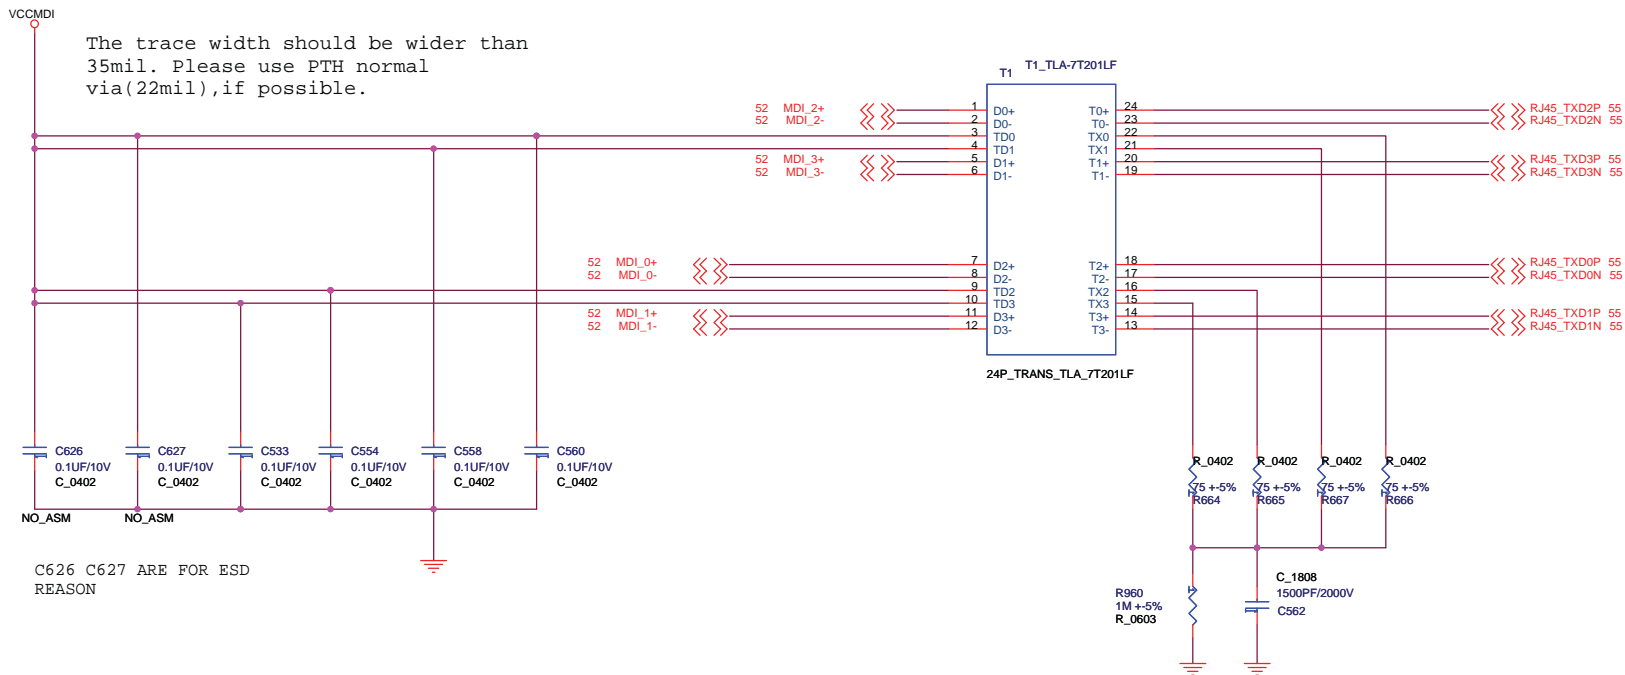 VCCMDI
The trace width should be wider than
35mil. Please use PTH normal
via(22mil),if possible.
T1
T1_TLA-7T201LF
52 MDI_2+
52 MDI_2-
52 MDI_3+
52 MDI_3-
52 MDI_0+
52 MDI_0-
52 MDI_1+
52 MDI_1-
1 D0+
2 D0-
3 TD0
4 TD1
5 D1+
6 D1-
7 D2+
8 D2-
9 TD2
10 TD3
11 D3+
12 D3-
T0+ 24
T0- 23
TX0 22
TX1 21
T1+ 20
T1- 19
T2+ 18
T2- 17
TX2 16
TX3 15
T3+ 14
T3- 13
RJ45_TXD2P 55
RJ45_TXD2N 55
RJ45_TXD3P 55
RJ45_TXD3N 55
RJ45_TXD0P 55
RJ45_TXD0N 55
RJ45_TXD1P 55
RJ45_TXD1N 55
24P_TRANS_TLA_7T201LF
C626
0.1UF/10V
C_0402
NO_ASM
C627
0.1UF/10V
C_0402
NO_ASM
C533
0.1UF/10V
C_0402
C554
0.1UF/10V
C_0402
C558
0.1UF/10V
C_0402
C560
0.1UF/10V
C_0402
C626 C627 ARE FOR ESD
REASON
R_0402
75 +-5%
R664
R_0402
75 +-5%
R665
R_0402
75 +-5%
R667
R_0402
75 +-5%
R666
R960
1M +-5%
R_0603
C_1808
1500PF/2000V
C562